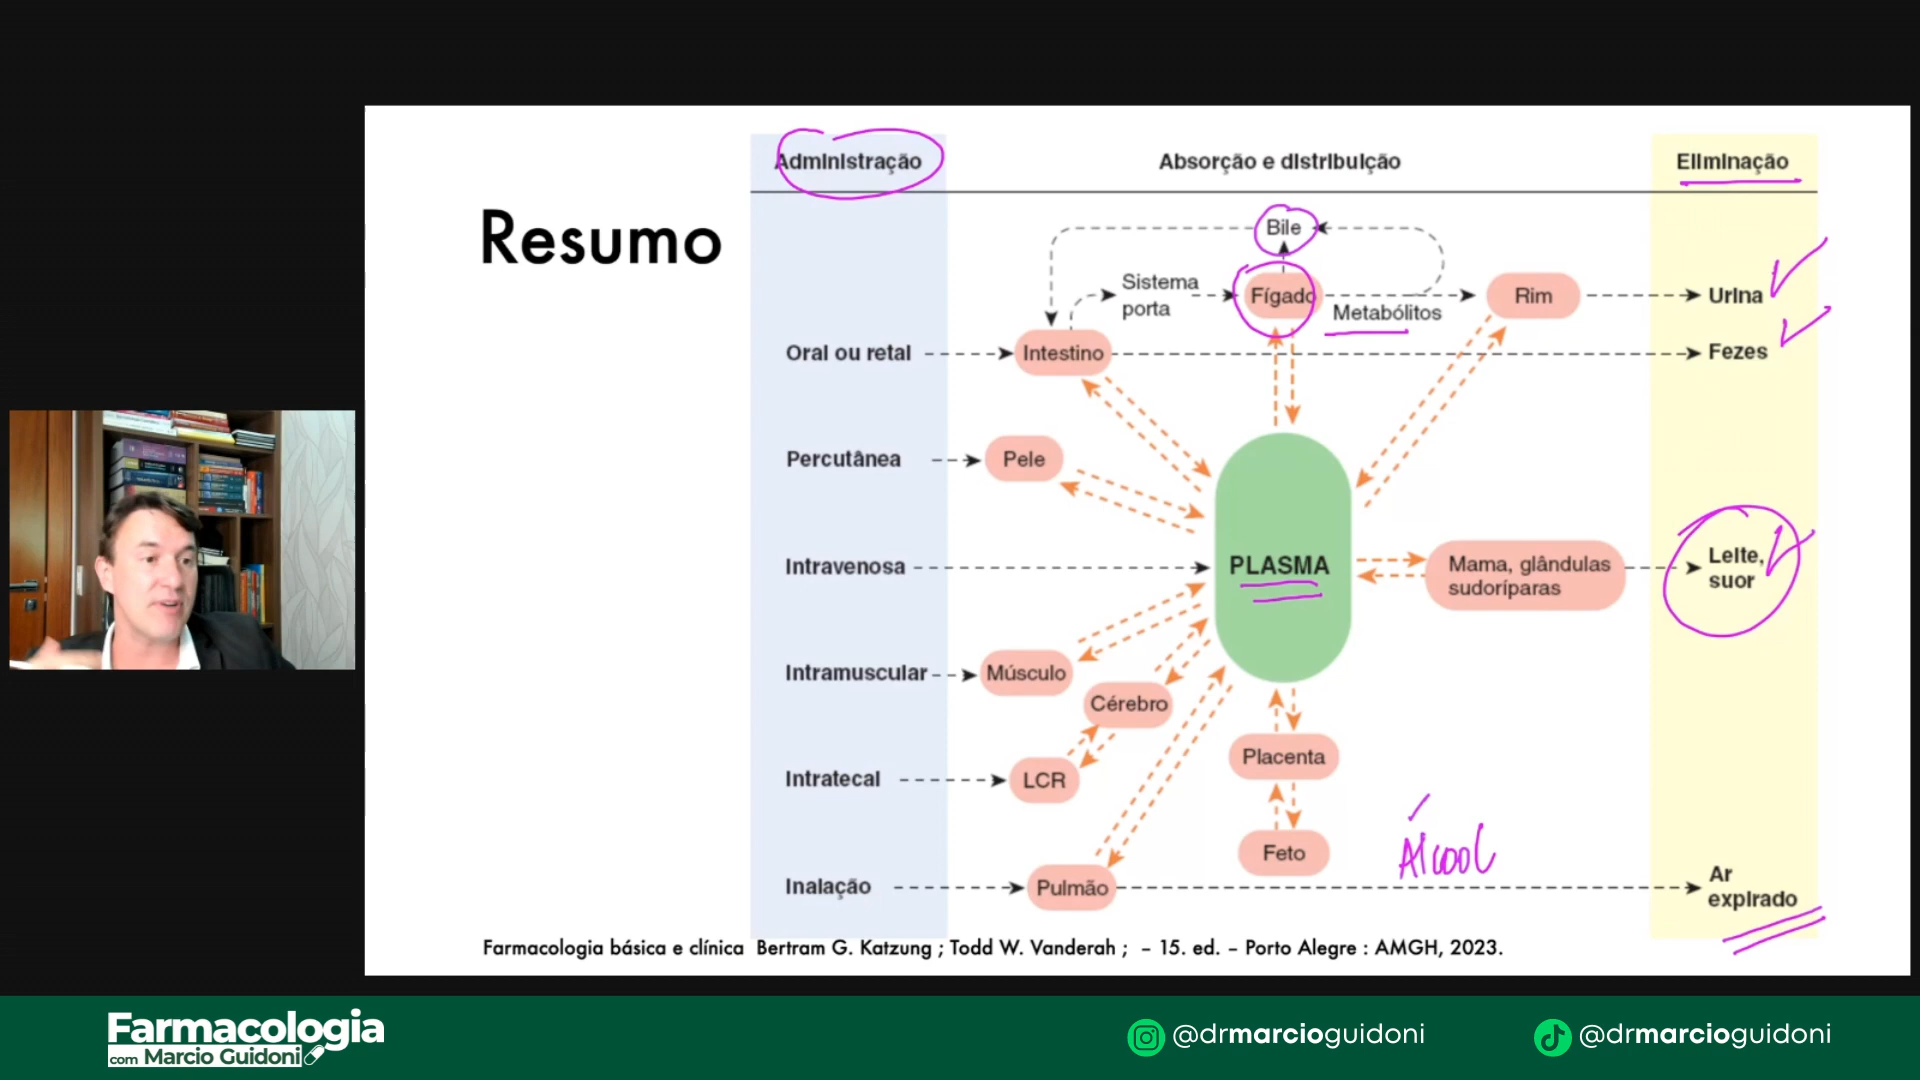 Resumo
Administração
Absorção e distribuição
Eliminação
Bile
Sistema
porta
Fígado
Metabólitos
Rim
Urina
Oral ou retal
Intestino
Fezes
Percutânea
Pele
Intravenosa
PLASMA
Mama, glândulas
sudoríparas
Leite,
suor
Intramuscular
Músculo
Cérebro
Placenta
Intratecal
LCR
Álcool
Feto
Inalação
Pulmão
Ar
expirado
Farmacologia básica e clínica Bertram G. Katzung ; Todd W. Vanderah ; – 15. ed. – Porto Alegre : AMGH, 2023.
Farmacologia
com Marcio Guidoni
@drmarcioguidoni
@drmarcioguidoni